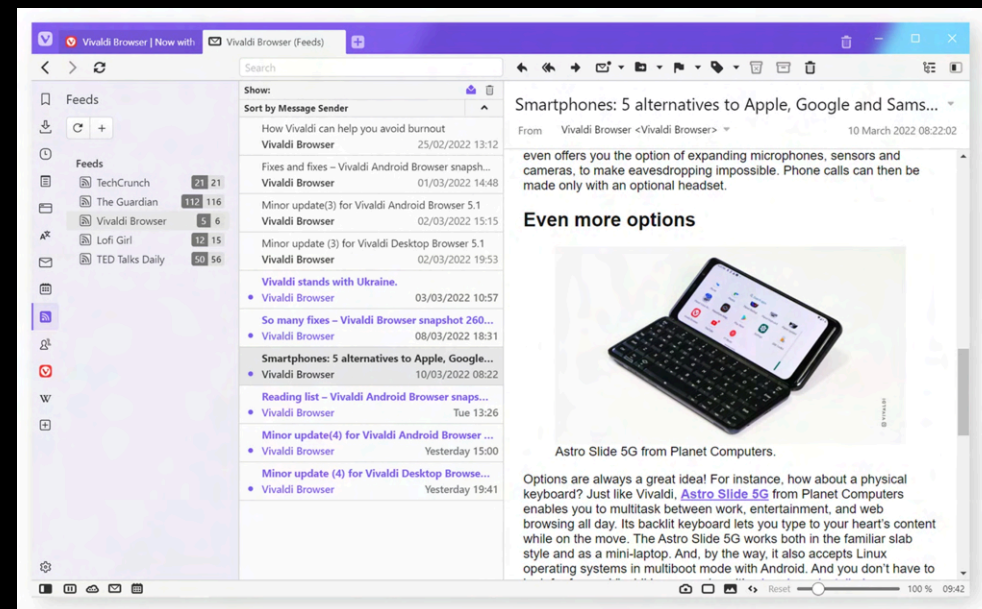 Vivaldi Browser | Now with
Vivaldi Browser (Feeds)
Search
Feeds
Feeds
TechCrunch 21 21
The Guardian 112 116
Vivaldi Browser 5 6
Lofi Girl 12 15
TED Talks Daily 50 56
W
Show:
Sort by Message Sender
How Vivaldi can help you avoid burnout
Vivaldi Browser 25/02/2022 13:12
Fixes and fixes – Vivaldi Android Browser snapsh...
Vivaldi Browser 01/03/2022 14:48
Minor update(3) for Vivaldi Android Browser 5.1
Vivaldi Browser 02/03/2022 15:15
Minor update (3) for Vivaldi Desktop Browser 5.1
Vivaldi Browser 02/03/2022 19:53
Vivaldi stands with Ukraine.
Vivaldi Browser 03/03/2022 10:57
So many fixes – Vivaldi Browser snapshot 260...
Vivaldi Browser 08/03/2022 18:31
Smartphones: 5 alternatives to Apple, Google...
Vivaldi Browser 10/03/2022 08:22
Reading list – Vivaldi Android Browser snaps...
Vivaldi Browser Tue 13:26
Minor update(4) for Vivaldi Android Browser ...
Vivaldi Browser Yesterday 15:00
Minor update (4) for Vivaldi Desktop Browse...
Vivaldi Browser Yesterday 19:41
Smartphones: 5 alternatives to Apple, Google and Sams...
From Vivaldi Browser <Vivaldi Browser> 10 March 2022 08:22:02
even offers you the option of expanding microphones, sensors and
cameras, to make eavesdropping impossible. Phone calls can then be
made only with an optional headset.
Even more options
Astro Slide 5G from Planet Computers.
Options are always a great idea! For instance, how about a physical
keyboard? Just like Vivaldi, Astro Slide 5G from Planet Computers
enables you to multitask between work, entertainment, and web
browsing all day. Its backlit keyboard lets you type to your heart's content
while on the move. The Astro Slide 5G works both in the familiar slab
style and as a mini-laptop. And, by the way, it also accepts Linux
operating systems in multiboot mode with Android. And you don't have to
Reset 100 % 09:42